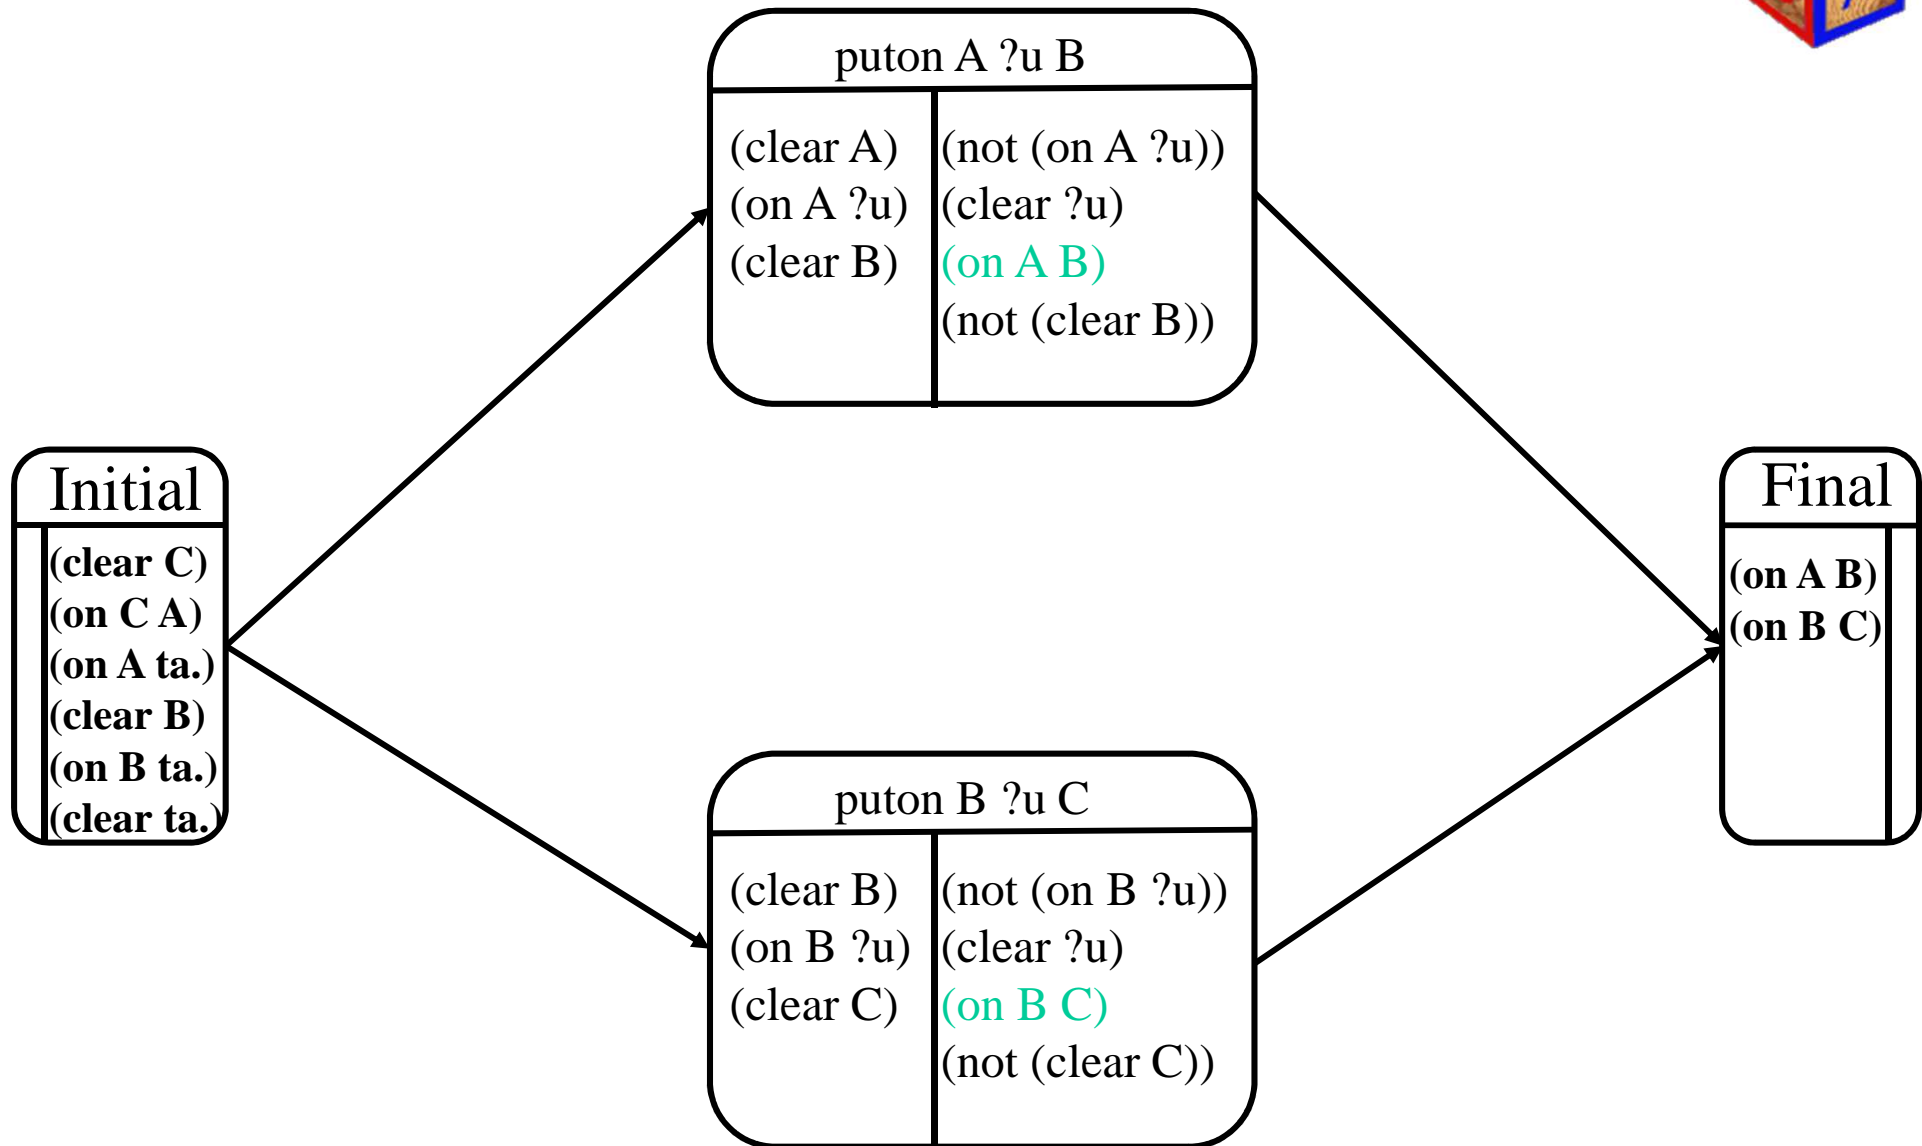 puton A ?u B
(clear A)
(on A ?u)
(clear B)
(not (on A ?u))
(clear ?u)
(on A B)
(not (clear B))
Initial
(clear C)
(on C A)
(on A ta.)
(clear B)
(on B ta.)
(clear ta.)
Final
(on A B)
(on B C)
puton B ?u C
(clear B)
(on B ?u)
(clear C)
(not (on B ?u))
(clear ?u)
(on B C)
(not (clear C))